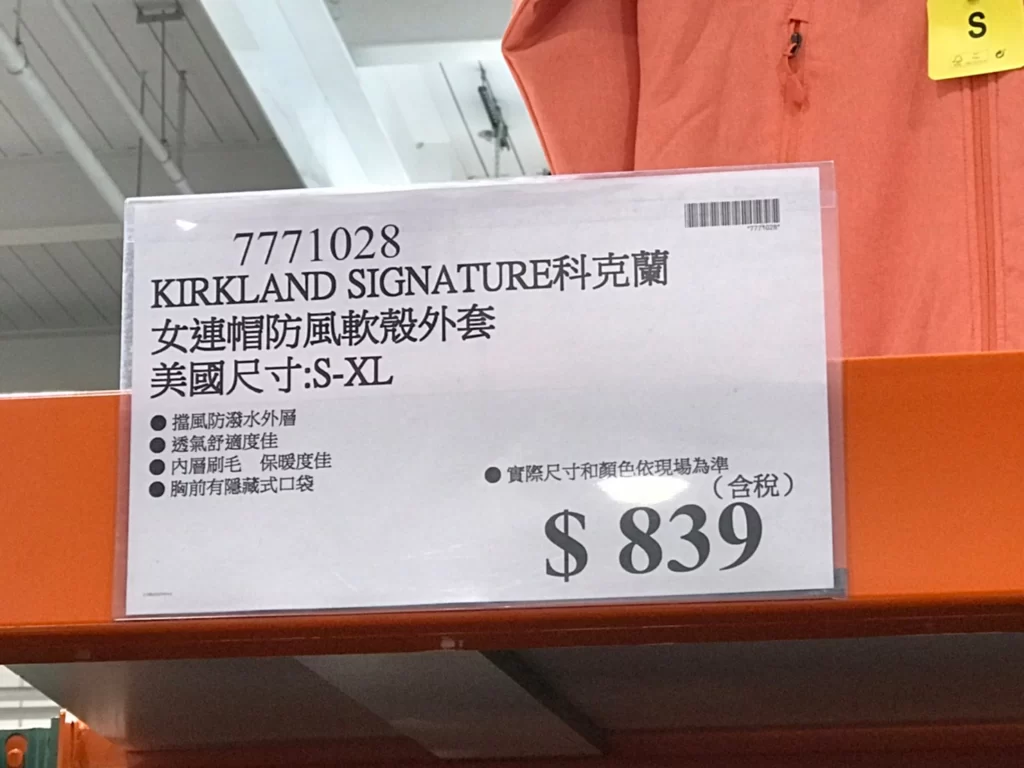 S
*7771028*
7771028
KIRKLAND SIGNATURE科克蘭
女連帽防風軟殼外套
美國尺寸:S-XL
● 擋風防潑水外層
● 透氣舒適度佳
● 內層刷毛 保暖度佳
● 胸前有隱藏式口袋
● 實際尺寸和顏色依現場為準
(含稅)
$ 839